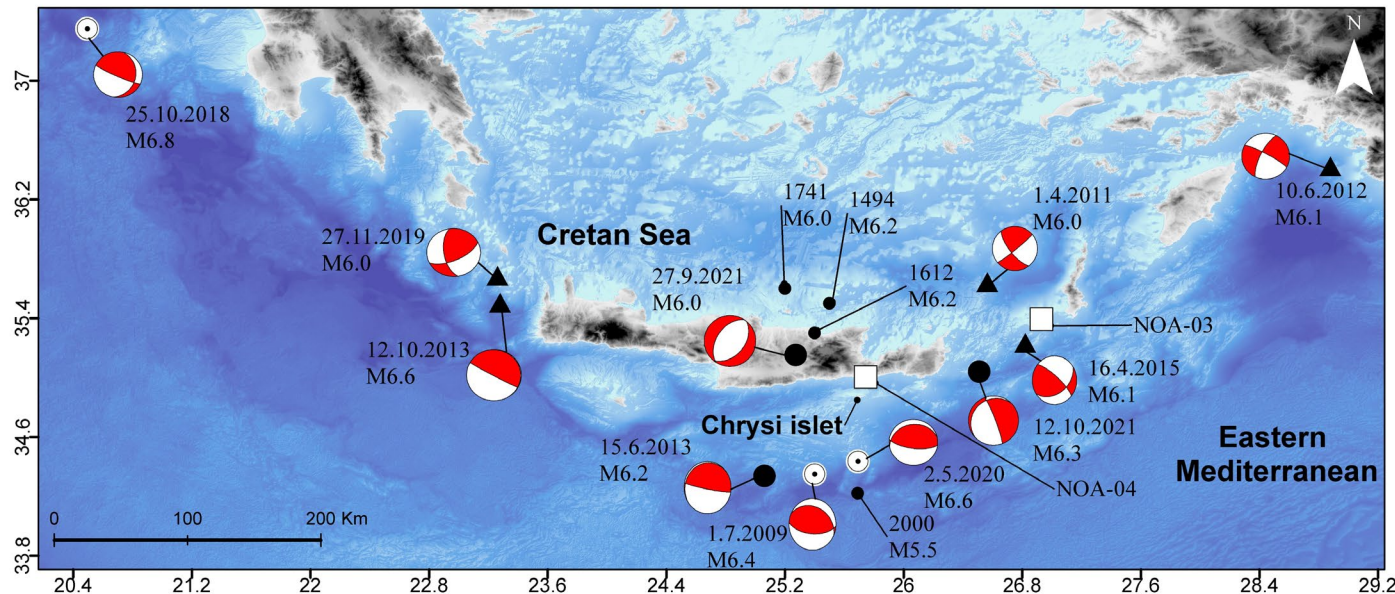 N
37
36.2
35.4
34.6
33.8
25.10.2018
M6.8
10.6.2012
M6.1
1741
M6.0
1494
M6.2
1.4.2011
M6.0
27.11.2019
M6.0
Cretan Sea
27.9.2021
M6.0
1612
M6.2
NOA-03
12.10.2013
M6.6
16.4.2015
M6.1
Chrysi islet
12.10.2021
M6.3
15.6.2013
M6.2
2.5.2020
M6.6
Eastern
Mediterranean
NOA-04
1.7.2009
M6.4
2000
M5.5
0 100 200 Km
20.4 21.2 22 22.8 23.6 24.4 25.2 26 26.8 27.6 28.4 29.2